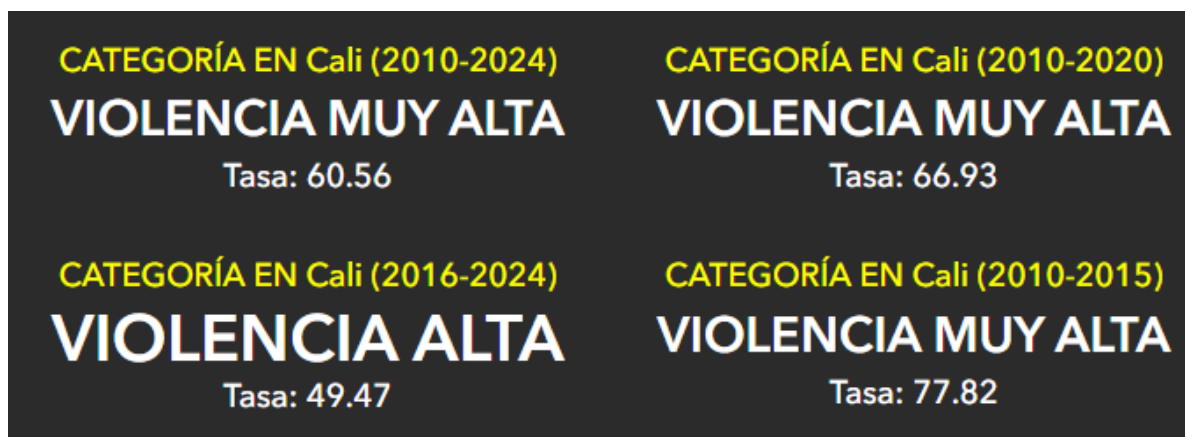 CATEGORÍA EN Cali (2010-2024)
VIOLENCIA MUY ALTA
Tasa: 60.56
CATEGORÍA EN Cali (2010-2020)
VIOLENCIA MUY ALTA
Tasa: 66.93
CATEGORÍA EN Cali (2016-2024)
VIOLENCIA ALTA
Tasa: 49.47
CATEGORÍA EN Cali (2010-2015)
VIOLENCIA MUY ALTA
Tasa: 77.82